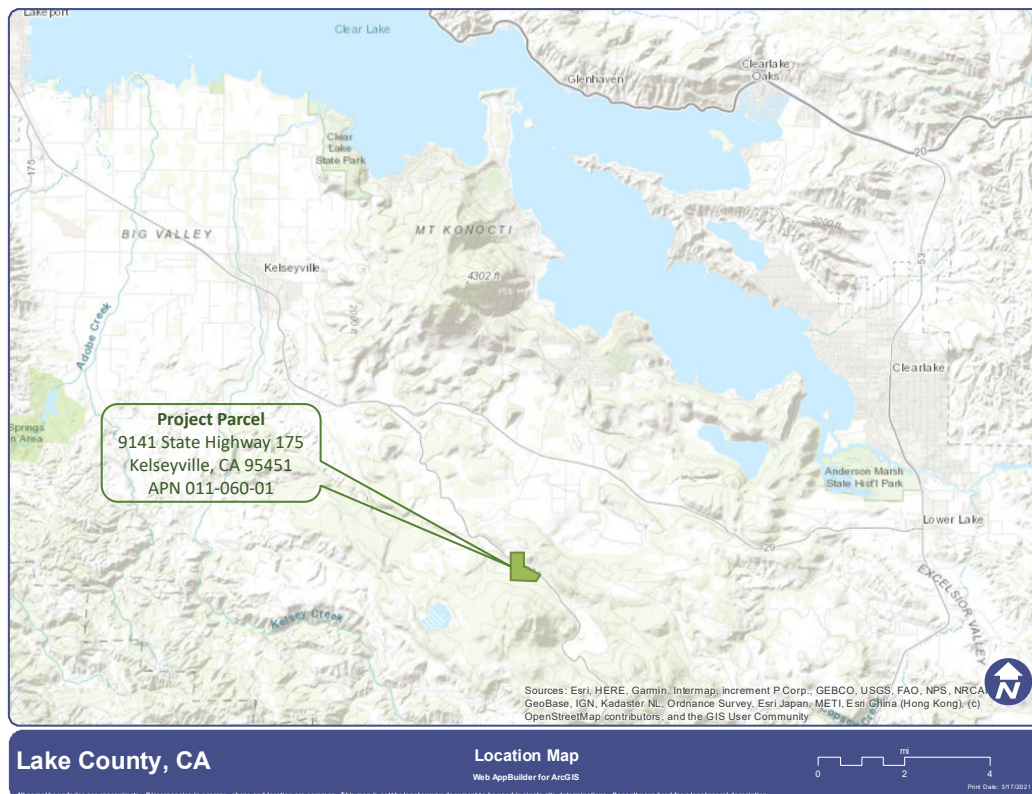 Lakeport
Clear Lake
Glenhaven
Clearlake
Oaks
Clear
Lake
State Park
175
20
BIG VALLEY
MT KONOCTI
2000 ft
Kelseyville
4302 ft
53
2000 ft
Adobe Creek
Clearlake
Springs
n Area
Project Parcel
9141 State Highway 175
Kelseyville, CA 95451
APN 011-060-01
Anderson Marsh
State Hist'l Park
Lower Lake
29
EXCELSIOR VALLEY
Kelsey Creek
N
Sources: Esri, HERE, Garmin, Intermap, increment P Corp., GEBCO, USGS, FAO, NPS, NRCA
GeoBase, IGN, Kadaster NL, Ordnance Survey, Esri Japan, METI, Esri China (Hong Kong), (c)
OpenStreetMap contributors, and the GIS User Community
Lake County, CA
Location Map
Web AppBuilder for ArcGIS
mi
0 2 4
Print Date: 3/17/2021